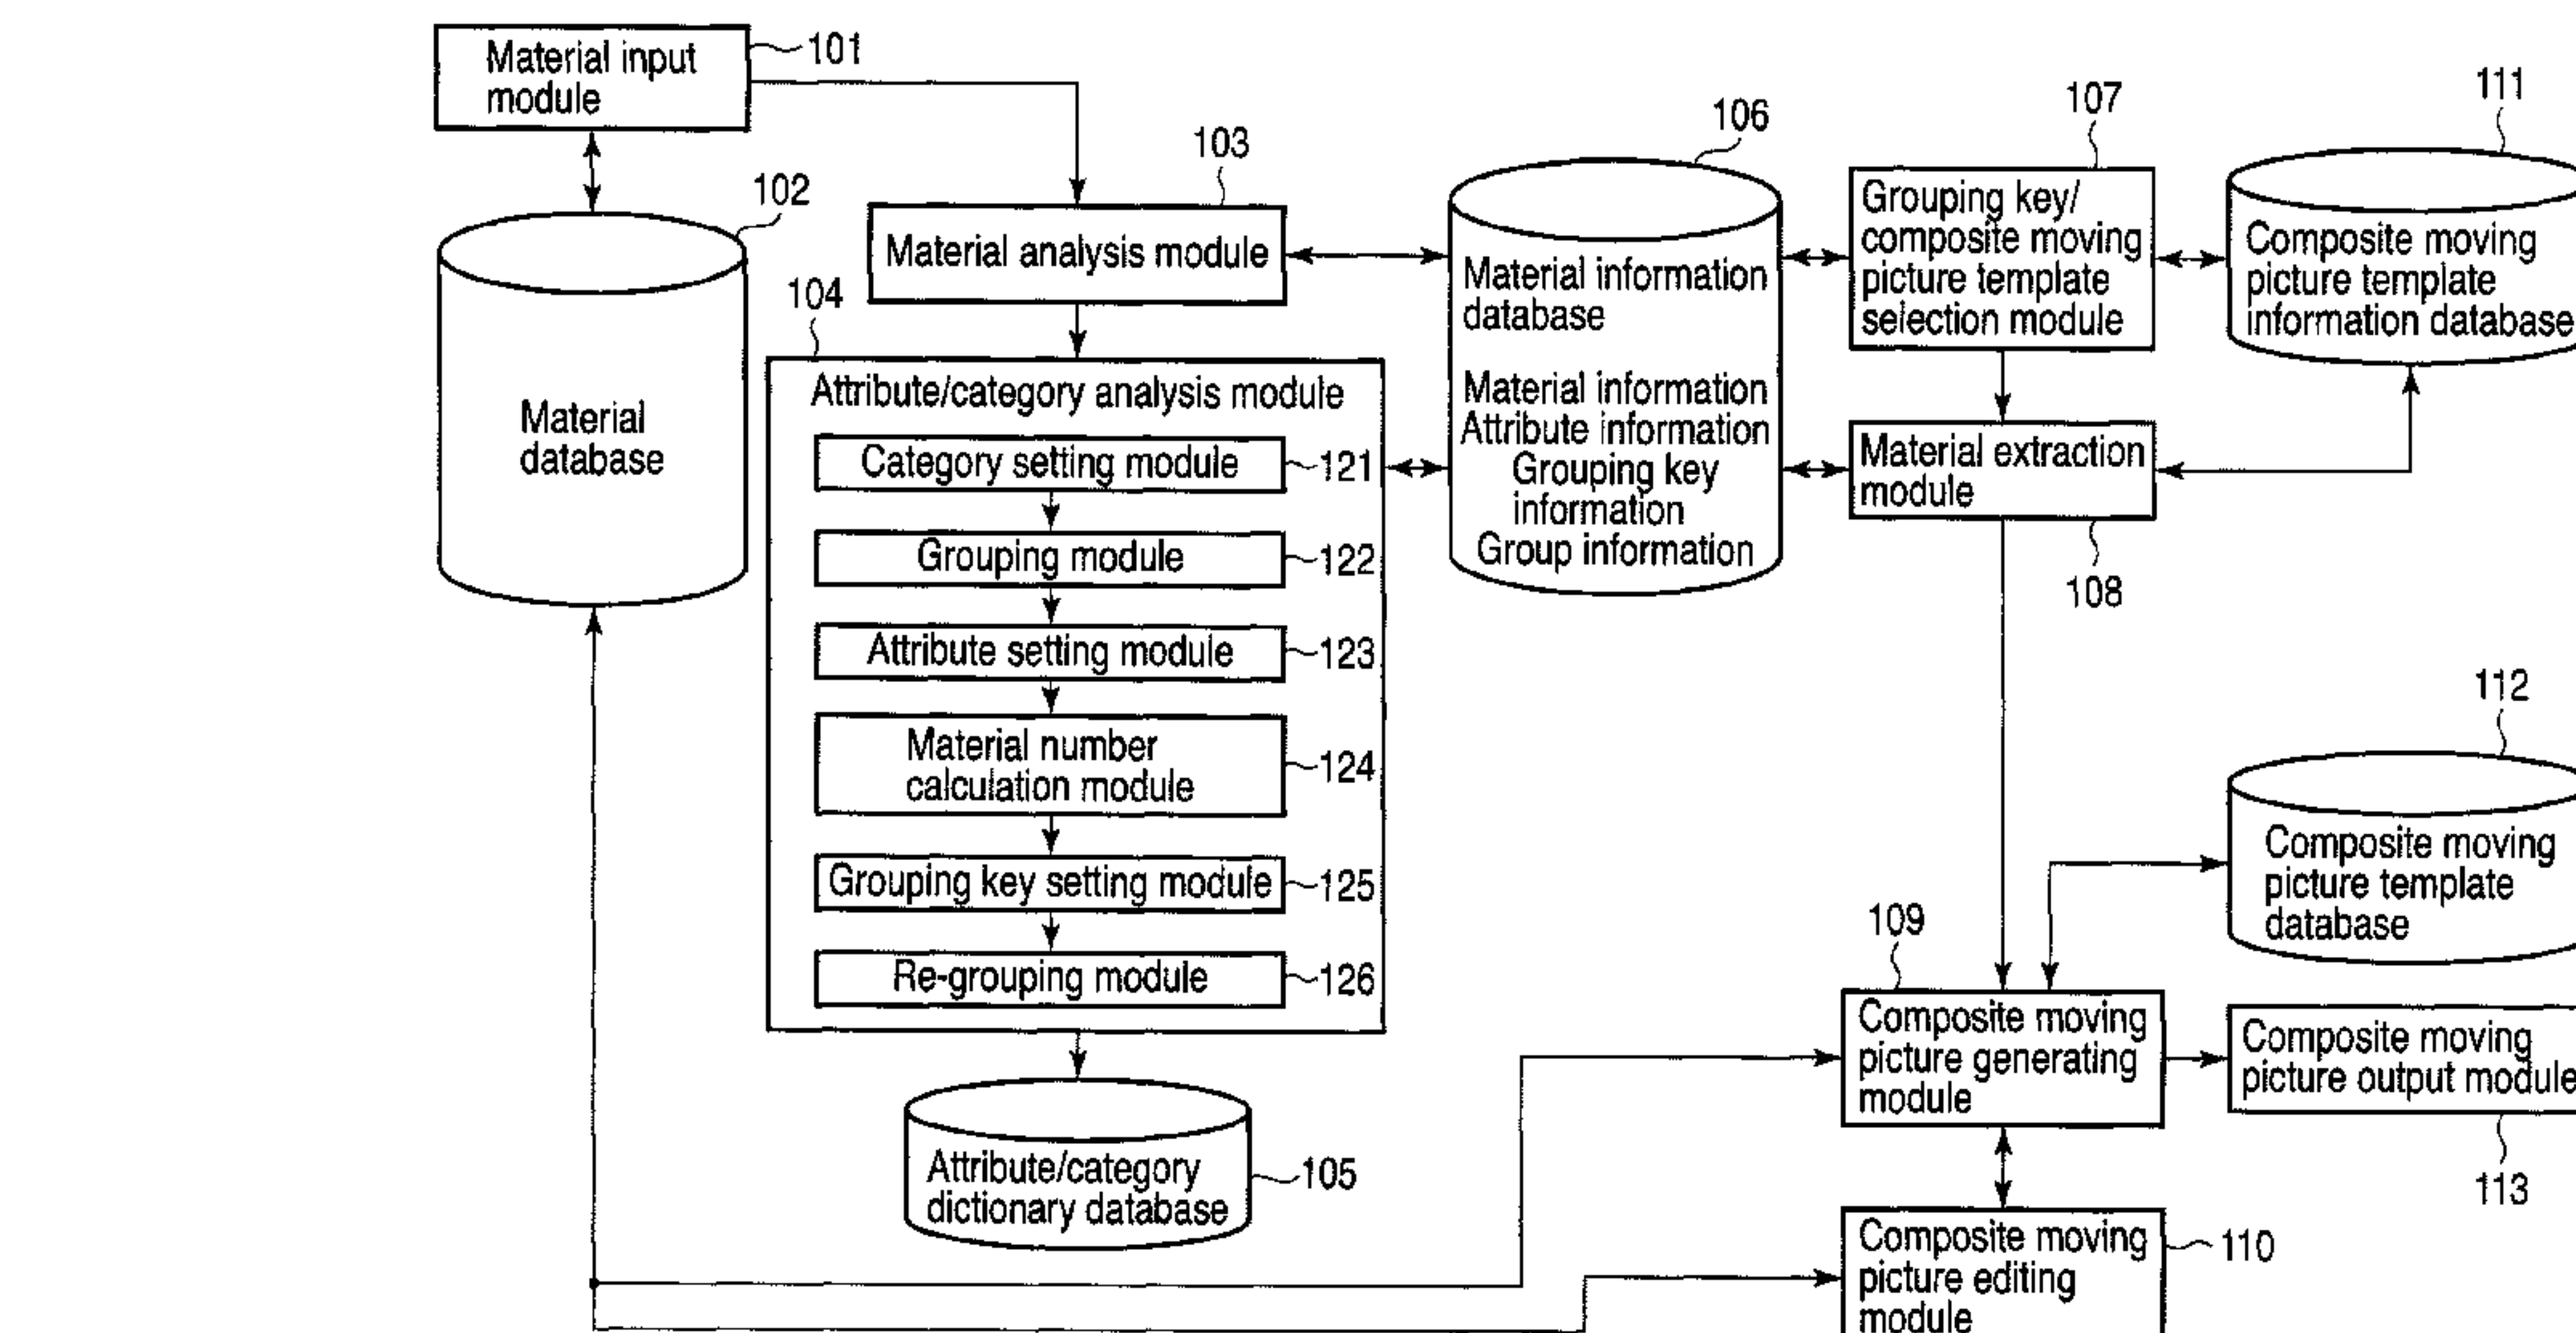 Material input
module
101
102
Material
database
103
Material analysis module
104
Attribute/category analysis module
Category setting module
121
Grouping module
122
Attribute setting module
123
Material number
calculation module
124
Grouping key setting module
125
Re-grouping module
126
Attribute/category
dictionary database
105
106
Material information
database
Material information
Attribute information
Grouping key
information
Group information
107
Grouping key/
composite moving
picture template
selection module
111
Composite moving
picture template
information database
Material extraction
module
108
112
Composite moving
picture template
database
109
Composite moving
picture generating
module
Composite moving
picture output module
113
Composite moving
picture editing
module
110